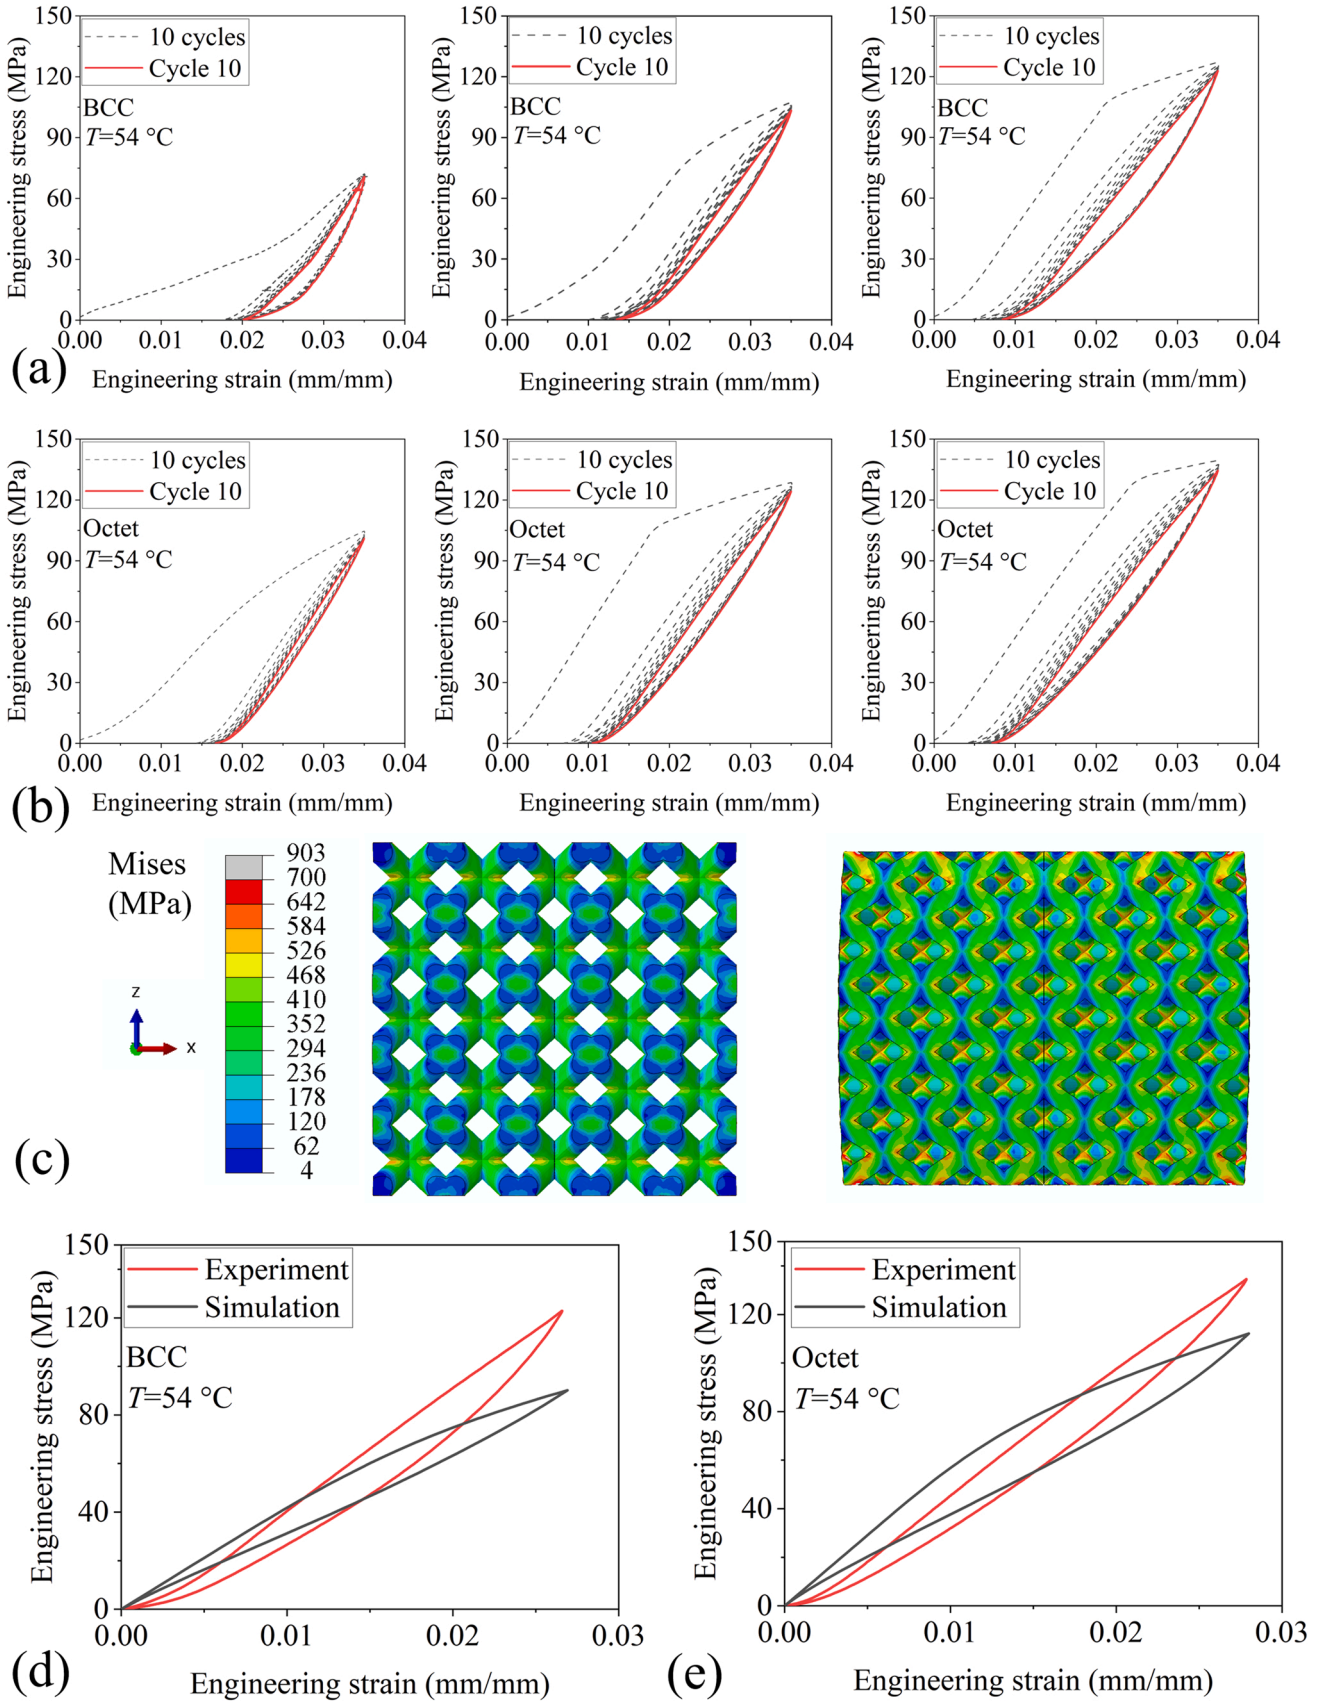 150
120
90
60
30
0
Engineering stress (MPa)
10 cycles
Cycle 10
BCC
T=54 °C
0.00 0.01 0.02 0.03 0.04
Engineering strain (mm/mm)
150
120
90
60
30
0
Engineering stress (MPa)
10 cycles
Cycle 10
BCC
T=54 °C
0.00 0.01 0.02 0.03 0.04
Engineering strain (mm/mm)
150
120
90
60
30
0
Engineering stress (MPa)
10 cycles
Cycle 10
BCC
T=54 °C
0.00 0.01 0.02 0.03 0.04
Engineering strain (mm/mm)
(a)
150
120
90
60
30
0
Engineering stress (MPa)
10 cycles
Cycle 10
Octet
T=54 °C
0.00 0.01 0.02 0.03 0.04
Engineering strain (mm/mm)
150
120
90
60
30
0
Engineering stress (MPa)
10 cycles
Cycle 10
Octet
T=54 °C
0.00 0.01 0.02 0.03 0.04
Engineering strain (mm/mm)
150
120
90
60
30
0
Engineering stress (MPa)
10 cycles
Cycle 10
Octet
T=54 °C
0.00 0.01 0.02 0.03 0.04
Engineering strain (mm/mm)
(b)
Mises
(MPa)
903
700
642
584
526
468
410
352
294
236
178
120
62
4
z
x
(c)
150
120
80
40
0
Engineering stress (MPa)
Experiment
Simulation
BCC
T=54 °C
0.00 0.01 0.02 0.03
Engineering strain (mm/mm)
(d)
150
120
80
40
0
Engineering stress (MPa)
Experiment
Simulation
Octet
T=54 °C
0.00 0.01 0.02 0.03
Engineering strain (mm/mm)
(e)